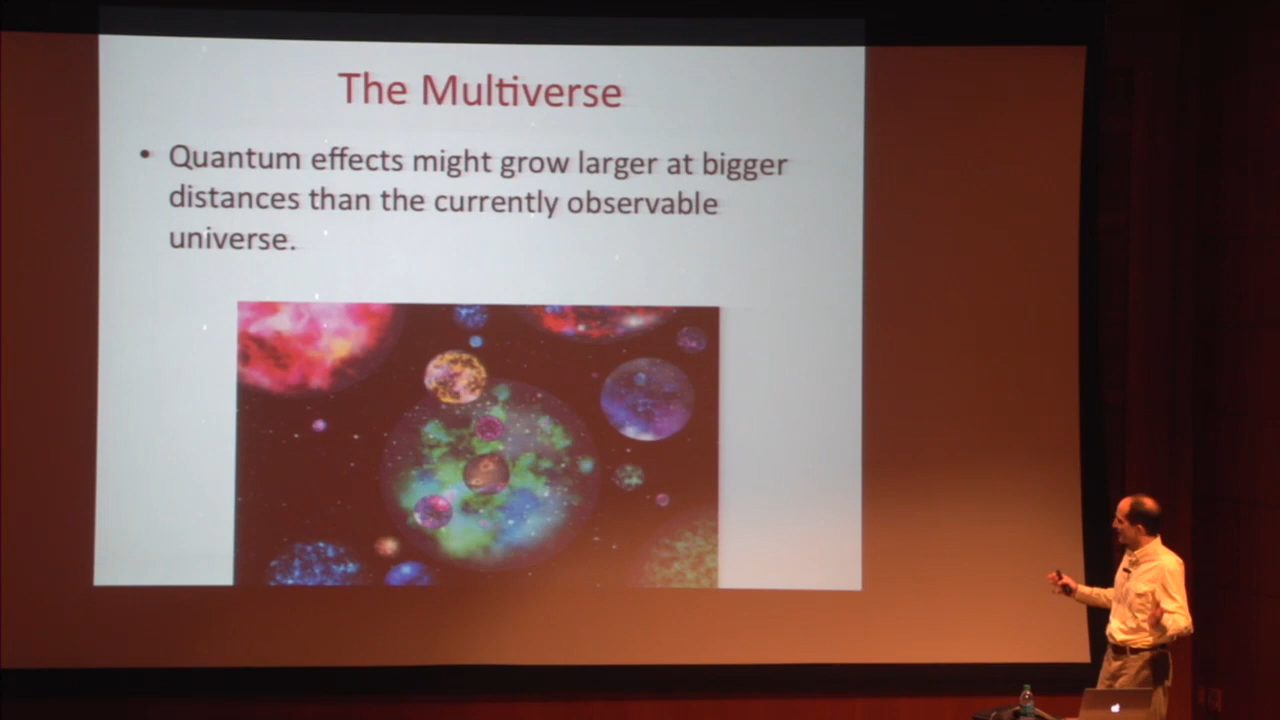 The Multiverse
• Quantum effects might grow larger at bigger
distances than the currently observable
universe.